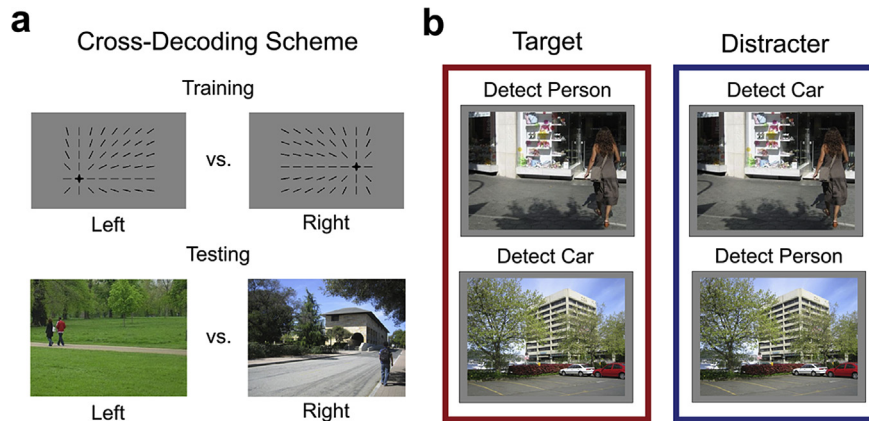 a
Cross-Decoding Scheme
Training
vs.
Left
Right
Testing
vs.
Left
Right
b
Target
Distracter
Detect Person
Detect Car
Detect Car
Detect Person